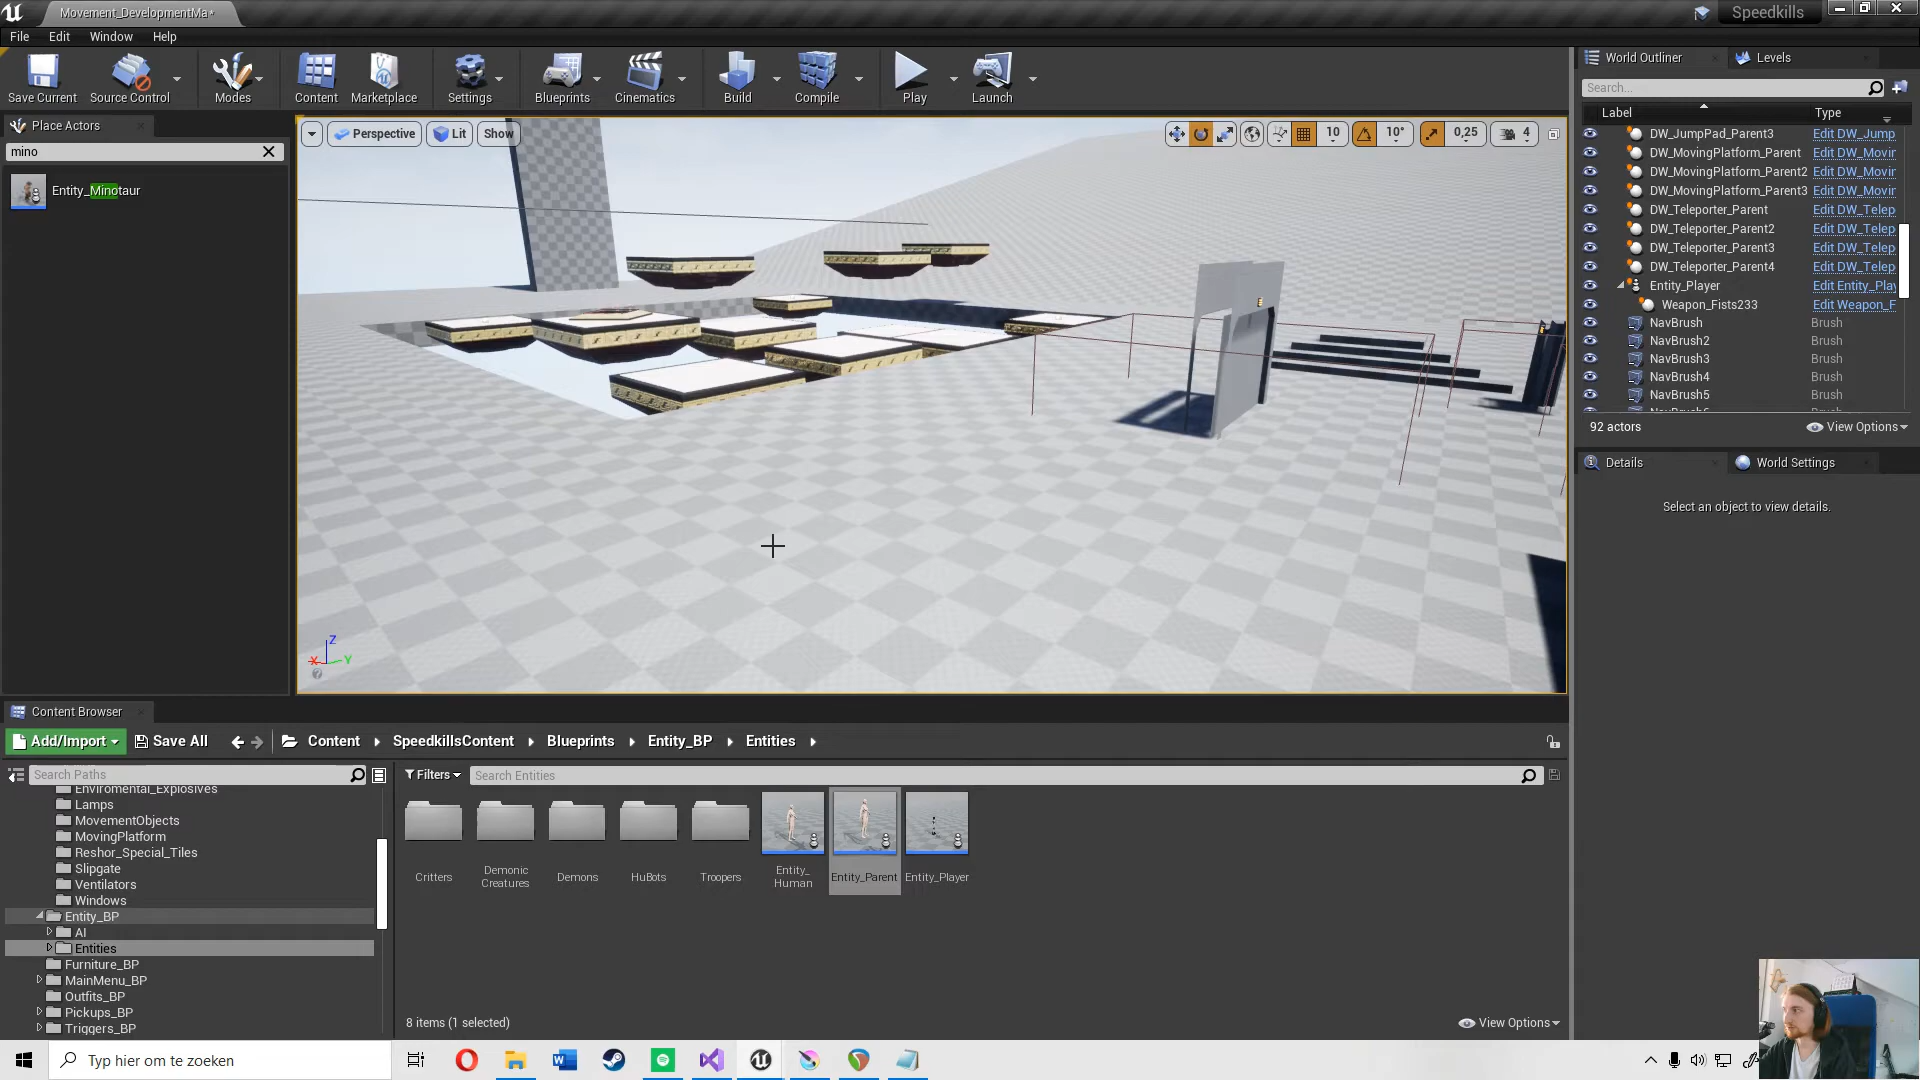 Movement_DevelopmentMa*
Speedkills
File Edit Window Help
Save Current Source Control Modes Content Marketplace Settings Blueprints Cinematics Build Compile Play Launch
World Outliner Levels
Search...
Label Type
Place Actors
mino
Entity_Minotaur
Perspective Lit Show
10 10° 0,25 4
DW_JumpPad_Parent3 Edit DW_Jump
DW_MovingPlatform_Parent Edit DW_Movir
DW_MovingPlatform_Parent2 Edit DW_Movir
DW_MovingPlatform_Parent3 Edit DW_Movir
DW_Teleporter_Parent Edit DW_Telep
DW_Teleporter_Parent2 Edit DW_Telep
DW_Teleporter_Parent3 Edit DW_Telep
DW_Teleporter_Parent4 Edit DW_Telep
Entity_Player Edit Entity_Play
Weapon_Fists233 Edit Weapon_F
NavBrush Brush
NavBrush2 Brush
NavBrush3 Brush
NavBrush4 Brush
NavBrush5 Brush
92 actors View Options
Details World Settings
Select an object to view details.
Z
X Y
Content Browser
Add/Import Save All Content SpeedkillsContent Blueprints Entity_BP Entities
Search Paths
Filters Search Entities
Enviromental_Explosives
Lamps
MovementObjects
MovingPlatform
Reshor_Special_Tiles
Slipgate
Ventilators
Windows
Entity_BP
AI
Entities
Furniture_BP
MainMenu_BP
Outfits_BP
Pickups_BP
Triggers_BP
Critters
Demonic
Creatures
Demons
HuBots
Troopers
Entity_
Human
Entity_Parent
Entity_Player
8 items (1 selected)
View Options
Typ hier om te zoeken